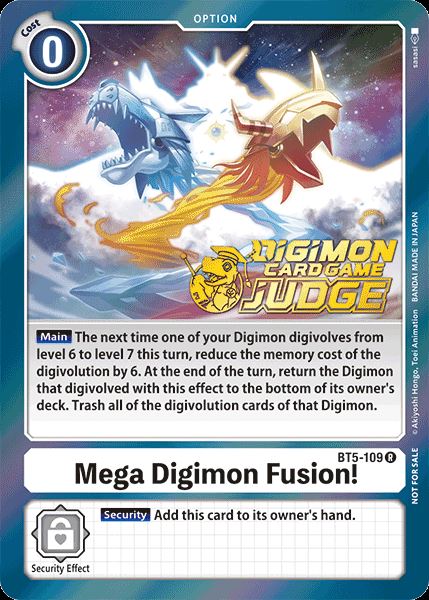 OPTION
Cost
0
sasasi
DIGIMON
CARD GAME
JUDGE
Main The next time one of your Digimon digivolves from
level 6 to level 7 this turn, reduce the memory cost of the
digivolution by 6. At the end of the turn, return the Digimon
that digivolved with this effect to the bottom of its owner's
deck. Trash all of the digivolution cards of that Digimon.
BT5-109 R
Mega Digimon Fusion!
Security Add this card to its owner's hand.
Security Effect
NOT FOR SALE
© Akiyoshi Hongo, Toei Animation BANDAI MADE IN JAPAN